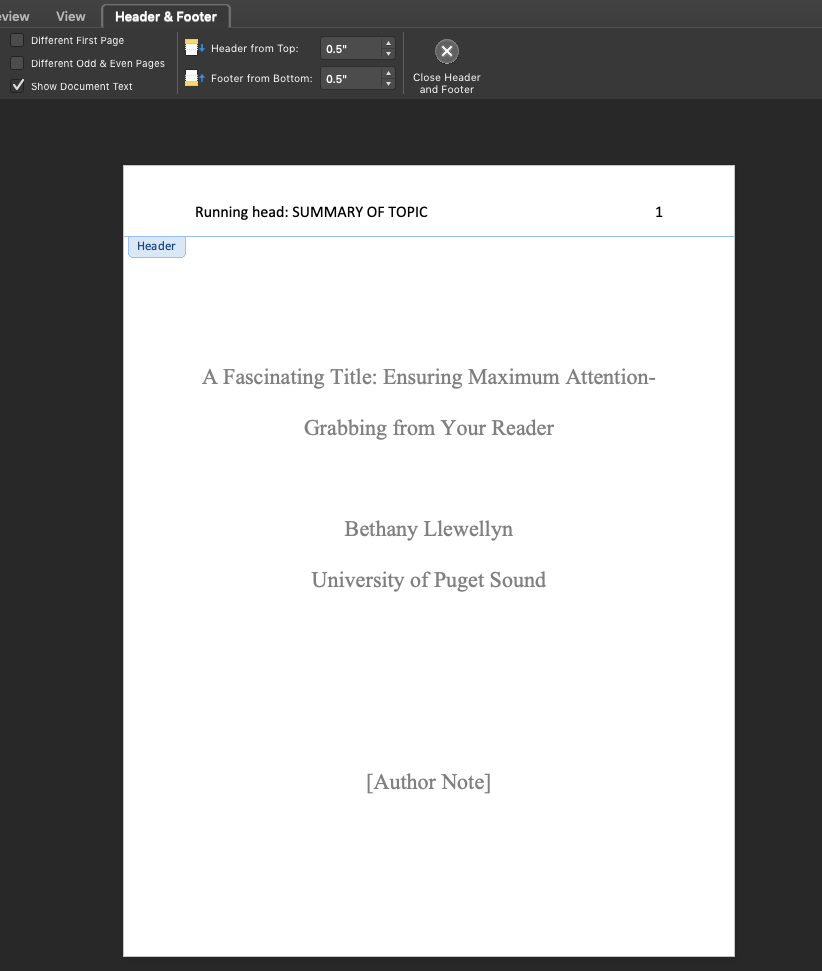 eview View Header & Footer
Different First Page
Different Odd & Even Pages
Show Document Text
Header from Top: 0.5"
Footer from Bottom: 0.5"
Close Header
and Footer
Running head: SUMMARY OF TOPIC 1
Header
A Fascinating Title: Ensuring Maximum Attention-
Grabbing from Your Reader
Bethany Llewellyn
University of Puget Sound
[Author Note]